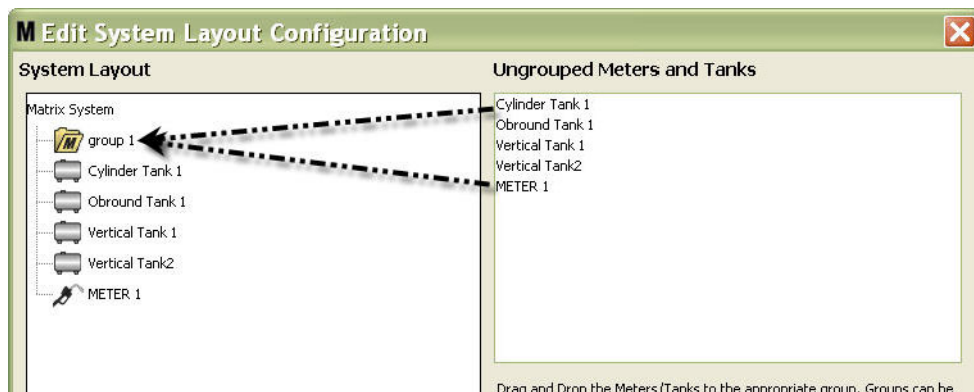 M Edit System Layout Configuration
System Layout
Matrix System
M group 1
Cylinder Tank 1
Obround Tank 1
Vertical Tank 1
Vertical Tank2
METER 1
Ungrouped Meters and Tanks
Cylinder Tank 1
Obround Tank 1
Vertical Tank 1
Vertical Tank2
METER 1
Drag and Drop the Meters/Tanks to the appropriate group. Groups can be